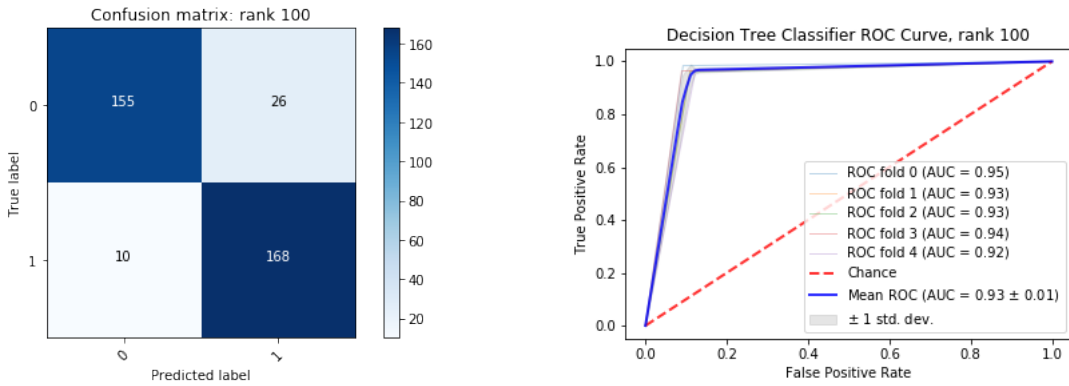 Confusion matrix: rank 100
True label
0
1
155
26
10
168
0
1
Predicted label
160
140
120
100
80
60
40
20
Decision Tree Classifier ROC Curve, rank 100
True Positive Rate
1.0
0.8
0.6
0.4
0.2
0.0
ROC fold 0 (AUC = 0.95)
ROC fold 1 (AUC = 0.93)
ROC fold 2 (AUC = 0.93)
ROC fold 3 (AUC = 0.94)
ROC fold 4 (AUC = 0.92)
Chance
Mean ROC (AUC = 0.93 ± 0.01)
± 1 std. dev.
0.0
0.2
0.4
0.6
0.8
1.0
False Positive Rate